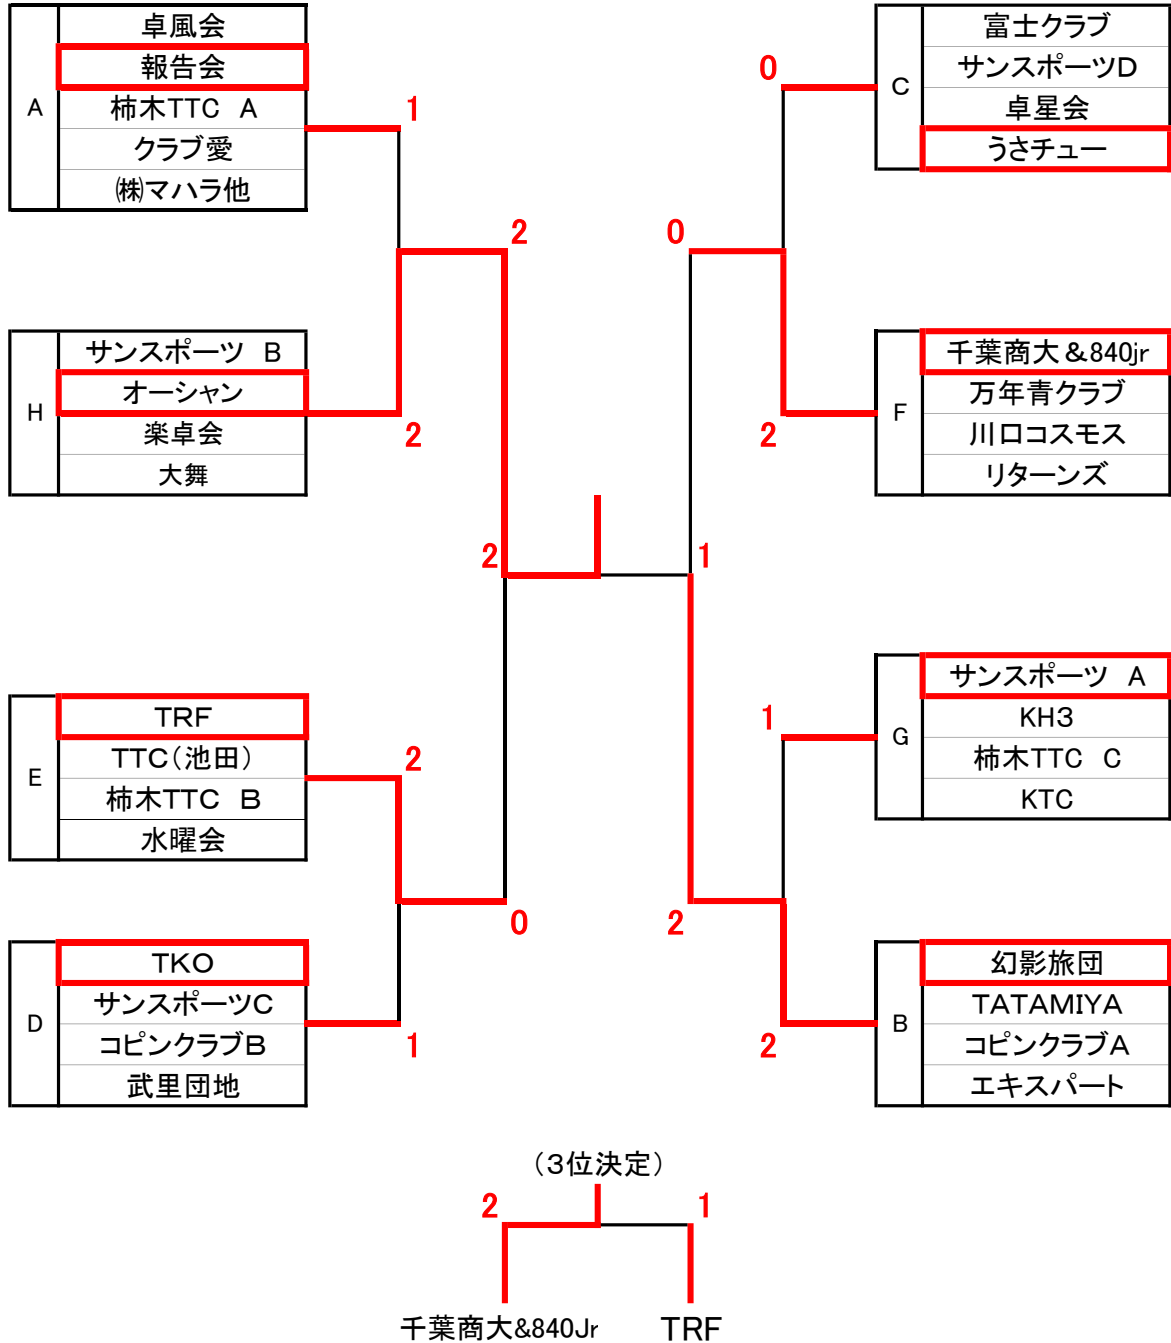 A
卓風会
報告会
柿木TTC A
クラブ愛
㈱マハラ他
1
H
サンスポーツ B
オーシャン
楽卓会
大舞
2
2
E
TRF
TTC(池田)
柿木TTC B
水曜会
2
D
TKO
サンスポーツC
コピンクラブB
武里団地
1
0
2
1
C
富士クラブ
サンスポーツD
卓星会
うさチュー
0
0
F
千葉商大&840jr
万年青クラブ
川口コスモス
リターンズ
2
G
サンスポーツ A
KH3
柿木TTC C
KTC
1
2
B
幻影旅団
TATAMIYA
コピンクラブA
エキスパート
2
(3位決定)
2
1
千葉商大&840Jr
TRF